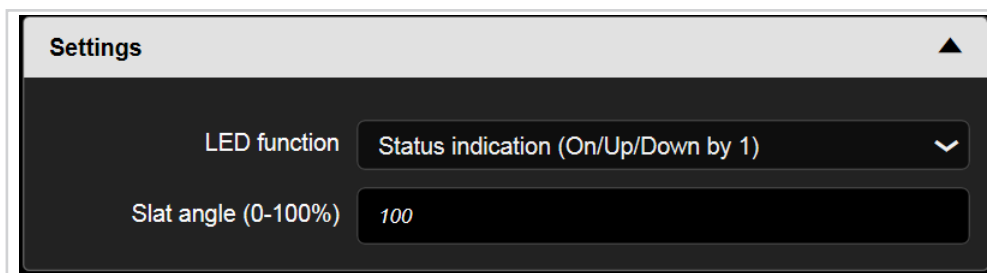 Settings
LED function Status indication (On/Up/Down by 1)
Slat angle (0-100%) 100